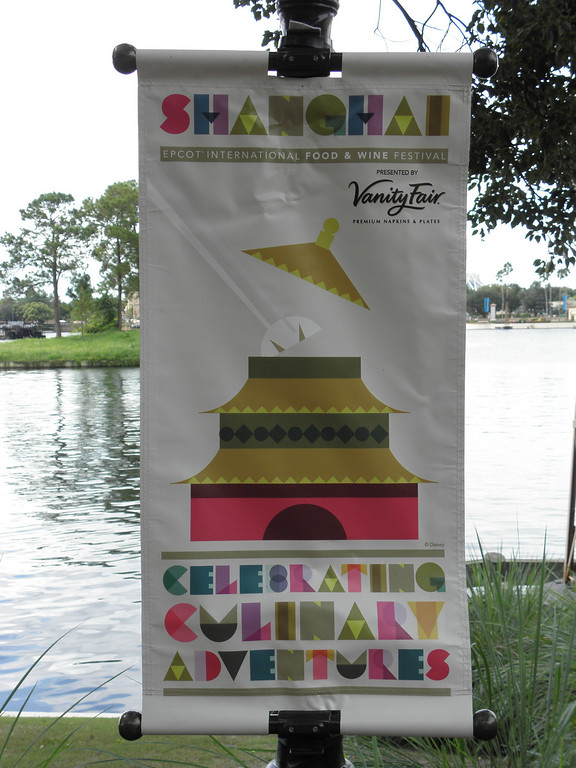 SHANGHAI
EPCOT® INTERNATIONAL FOOD & WINE FESTIVAL
PRESENTED BY
Vanity Fair
PREMIUM NAPKINS & PLATES
© Disney
CELEBRATING
CULINARY
ADVENTURES